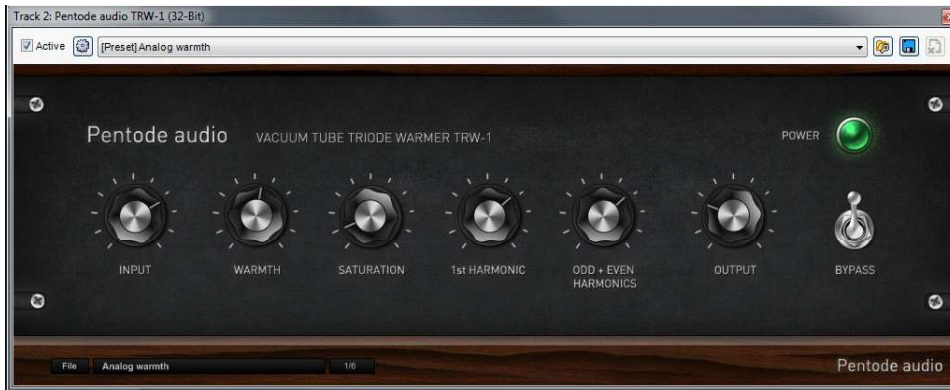 Track 2: Pentode audio TRW-1 (32-Bit)
Active [Preset] Analog warmth
Pentode audio VACUUM TUBE TRIODE WARMER TRW-1 POWER
INPUT WARMTH SATURATION 1st HARMONIC ODD + EVEN HARMONICS OUTPUT BYPASS
File Analog warmth 1/6 Pentode audio